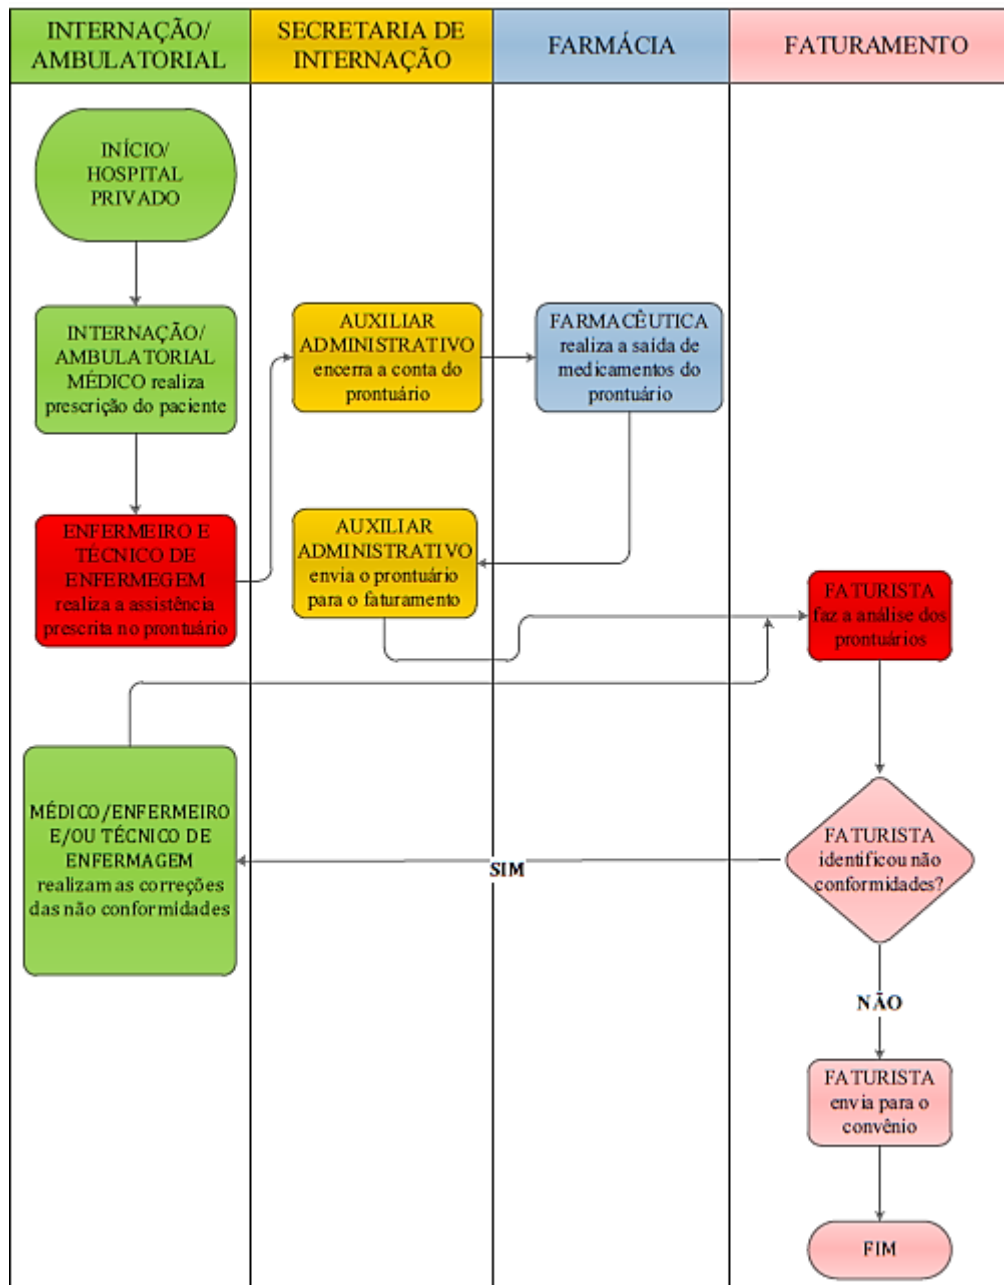 INTERNAÇÃO/
AMBULATORIAL
SECRETARIA DE
INTERNAÇÃO
FARMÁCIA
FATURAMENTO
INÍCIO/
HOSPITAL
PRIVADO
INTERNAÇÃO/
AMBULATORIAL
MÉDICO realiza
prescrição do paciente
AUXILIAR
ADMINISTRATIVO
encerra a conta do
prontuário
FARMACÊUTICA
realiza a saída de
medicamentos do
prontuário
ENFERMEIRO E
TÉCNICO DE
ENFERMEGEM
realiza a assistência
prescrita no prontuário
AUXILIAR
ADMINISTRATIVO
envia o prontuário
para o faturamento
FATURISTA
faz a análise dos
prontuários
MÉDICO/ENFERMEIRO
E/OU TÉCNICO DE
ENFERMAGEM
realizam as correções
das não conformidades
SIM
FATURISTA
identificou não
conformidades?
NÃO
FATURISTA
envia para o
convênio
FIM